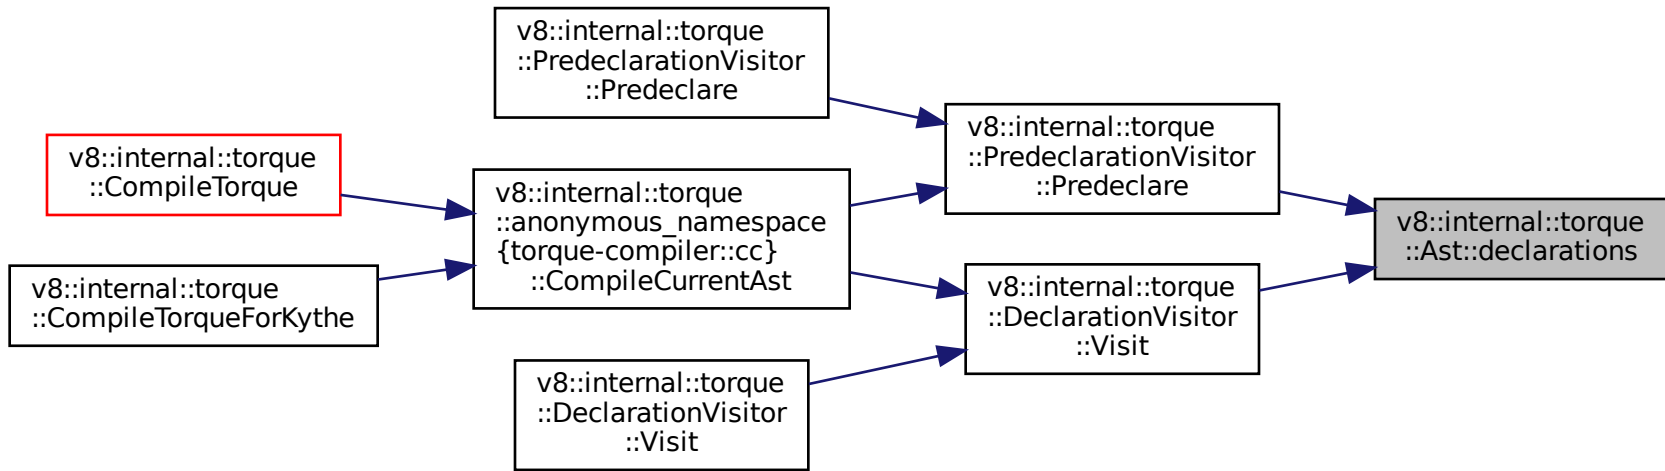 v8::internal::torque
::PredeclarationVisitor
::Predeclare
v8::internal::torque
::PredeclarationVisitor
::Predeclare
v8::internal::torque
::CompileTorque
v8::internal::torque
::anonymous_namespace
{torque-compiler::cc}
::CompileCurrentAst
v8::internal::torque
::Ast::declarations
v8::internal::torque
::CompileTorqueForKythe
v8::internal::torque
::DeclarationVisitor
::Visit
v8::internal::torque
::DeclarationVisitor
::Visit